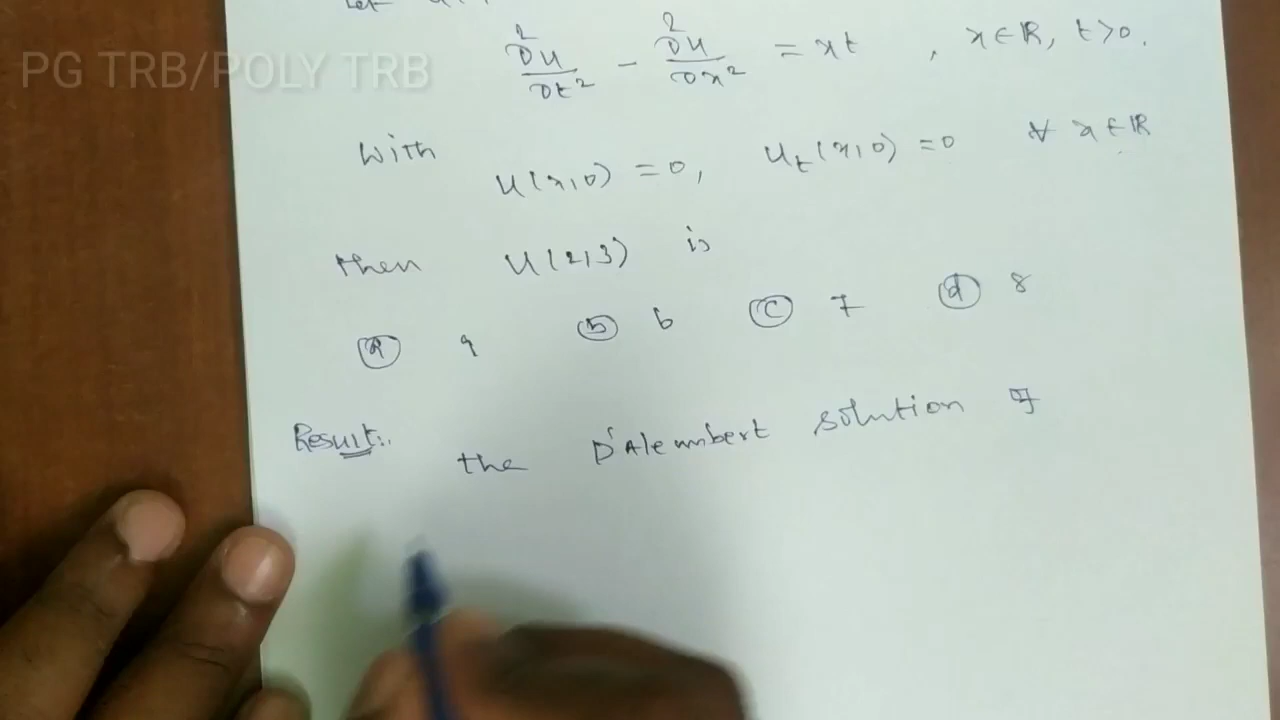 Let
PG TRB/POLY TRB
∂²u/∂t² - ∂²u/∂x² = xt , x∈ℝ, t>0.
With u(x,0) = 0, u_t(x,0) = 0 ∀ x∈ℝ
then u(2,3) is
ⓐ 9 ⓑ 6 ⓒ 7 ⓓ 8
Result:. the D'Alembert solution of